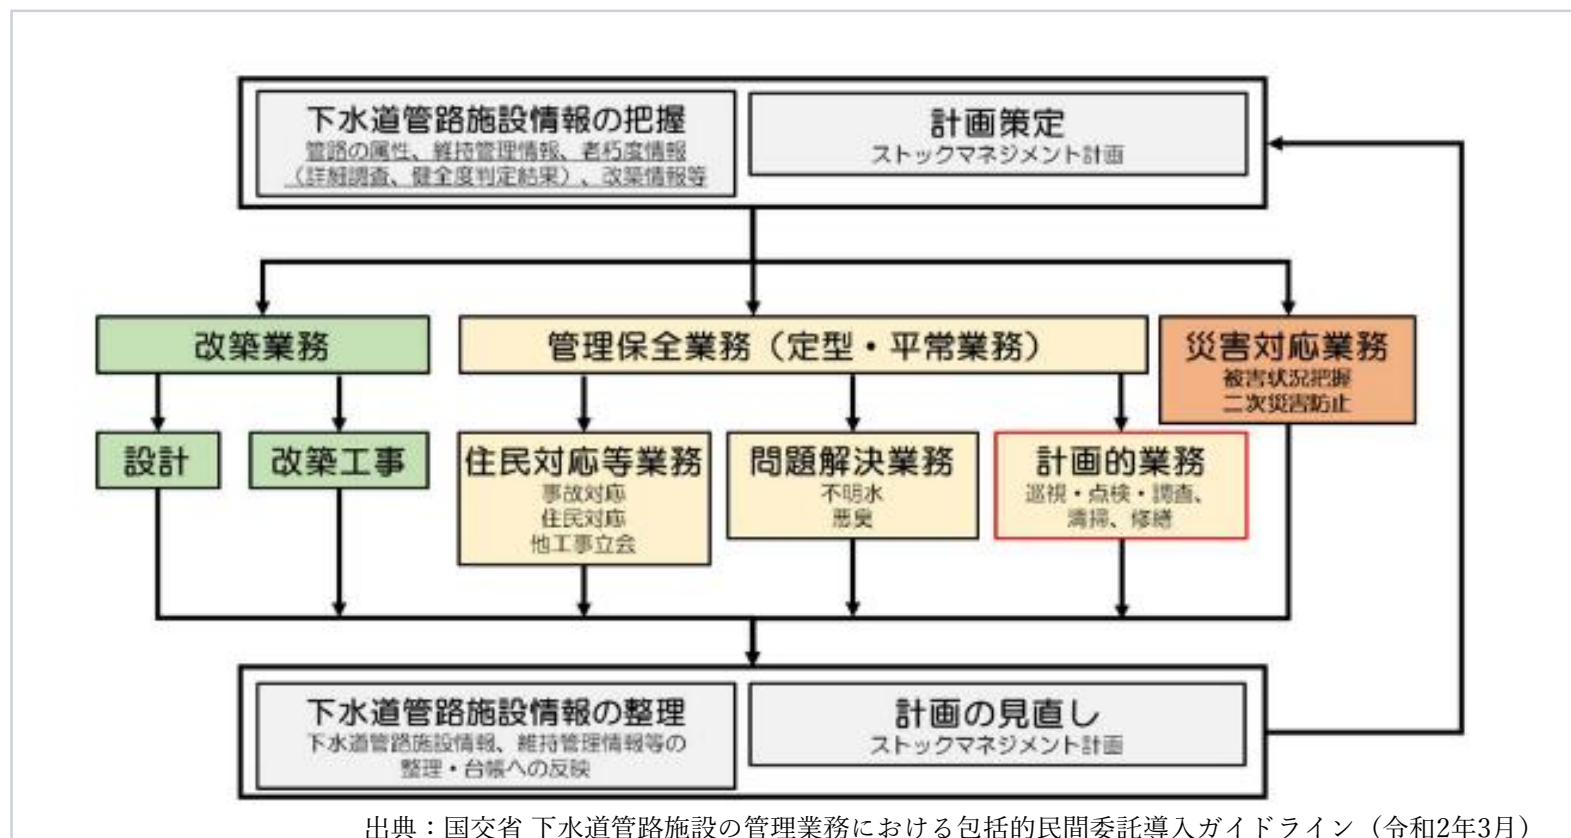 下水道管路施設情報の把握
管路の属性、維持管理情報、老朽度情報
（詳細調査、健全度判定結果）、改築情報等
計画策定
ストックマネジメント計画
改築業務
管理保全業務（定型・平常業務）
災害対応業務
被害状況把握
二次災害防止
設計
改築工事
住民対応等業務
事故対応
住民対応
他工事立会
問題解決業務
不明水
悪臭
計画的業務
巡視・点検・調査、
清掃、修繕
下水道管路施設情報の整理
下水道管路施設情報、維持管理情報等の
整理・台帳への反映
計画の見直し
ストックマネジメント計画
出典：国交省 下水道管路施設の管理業務における包括的民間委託導入ガイドライン（令和2年3月）